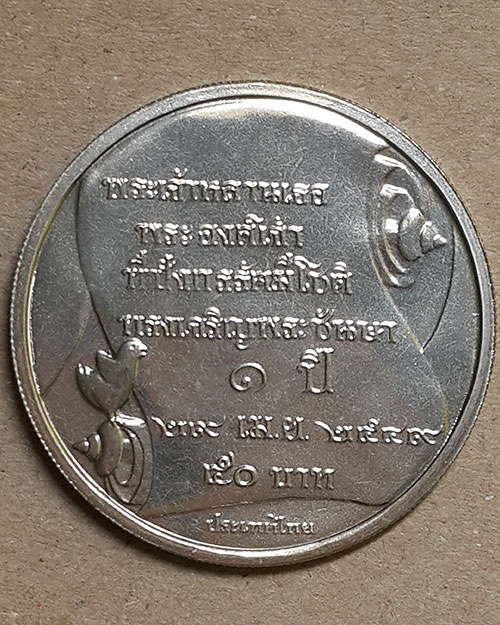 พระเจ้าหลานเธอ
พระองค์เจ้า
ทีปังกรรัศมีโชติ
ทรงเจริญพระชันษา
๑ ปี
๒๙ เม.ย. ๒๕๔๙
๕๐ บาท
ประเทศไทย